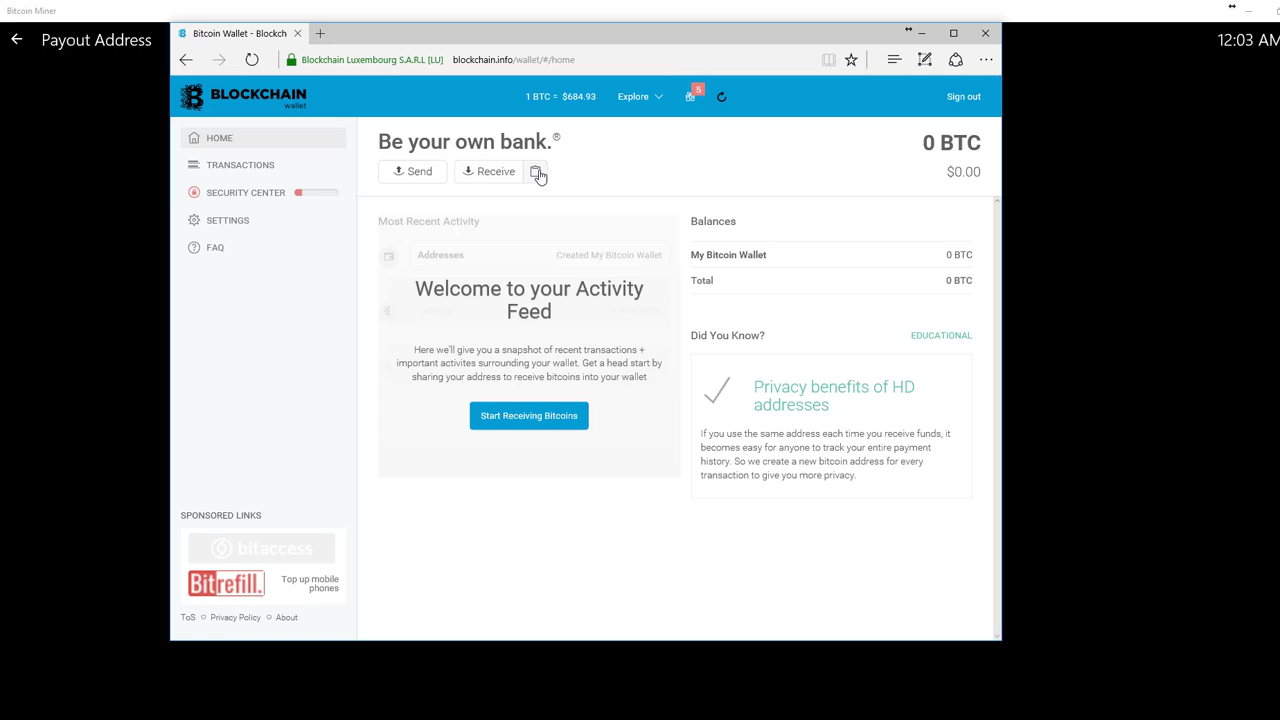 Bitcoin Miner
Payout Address
12:03 AM
Bitcoin Wallet - Blockch
Blockchain Luxembourg S.A.R.L [LU] blockchain.info/wallet/#/home
BLOCKCHAIN
wallet
1 BTC = $684.93
Explore
5
Sign out
HOME
TRANSACTIONS
SECURITY CENTER
SETTINGS
FAQ
Be your own bank.®
0 BTC
Send
Receive
$0.00
Most Recent Activity
Addresses
Created My Bitcoin Wallet
Welcome to your Activity
Feed
Here we'll give you a snapshot of recent transactions +
important activites surrounding your wallet. Get a head start by
sharing your address to receive bitcoins into your wallet
Start Receiving Bitcoins
Balances
My Bitcoin Wallet 0 BTC
Total 0 BTC
Did You Know?
EDUCATIONAL
Privacy benefits of HD
addresses
If you use the same address each time you receive funds, it
becomes easy for anyone to track your entire payment
history. So we create a new bitcoin address for every
transaction to give you more privacy.
SPONSORED LINKS
bitaccess
Bitrefill.
Top up mobile
phones
ToS
Privacy Policy
About